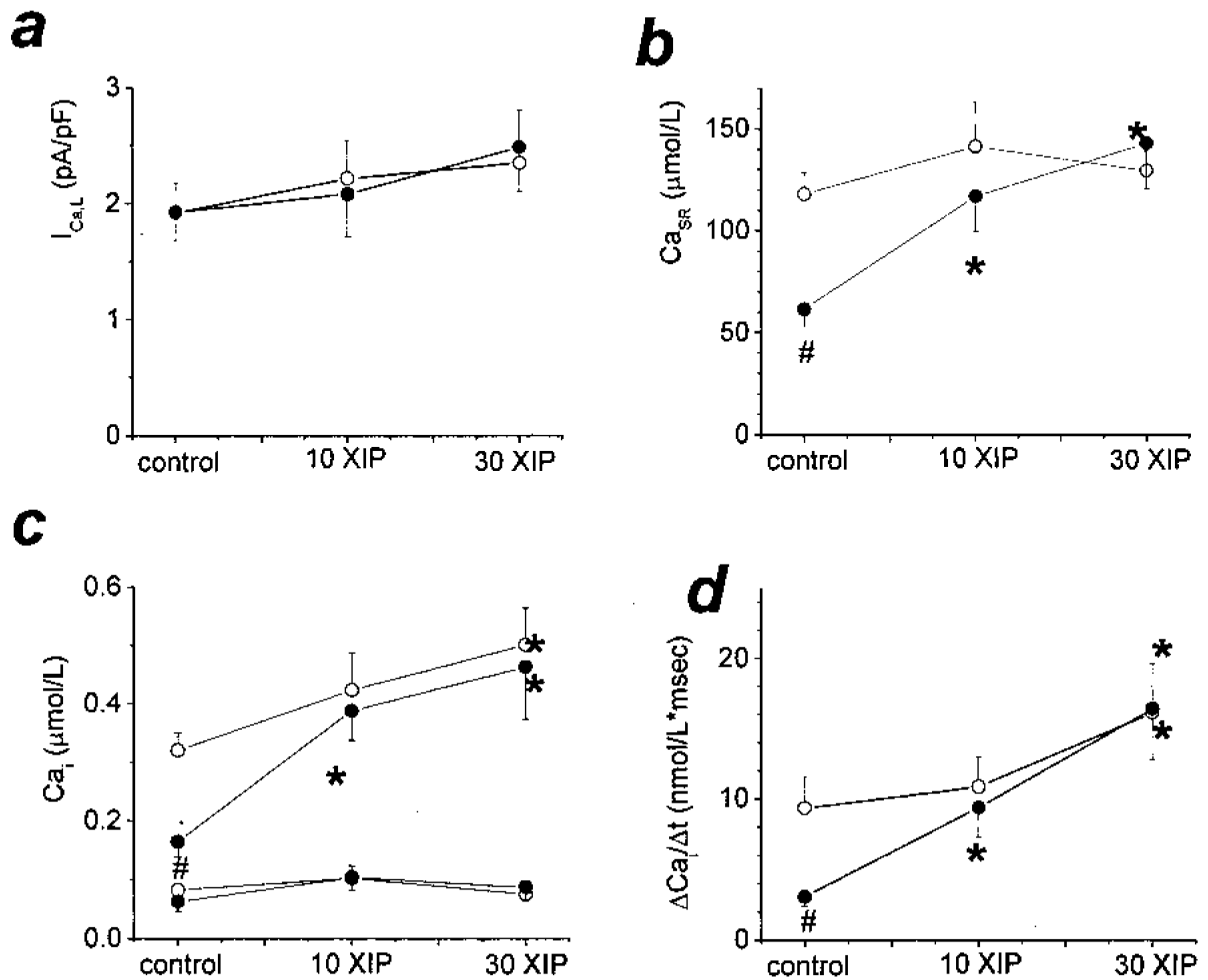 a
I_Ca,L (pA/pF)
3
2
1
0
control 10 XIP 30 XIP
b
Ca_SR (μmol/L)
150
100
50
0
*
*
#
control 10 XIP 30 XIP
c
Ca_i (μmol/L)
0.6
0.4
0.2
0.0
*
*
*
#
control 10 XIP 30 XIP
d
ΔCa_i/Δt (nmol/L*msec)
20
10
0
*
*
*
#
control 10 XIP 30 XIP